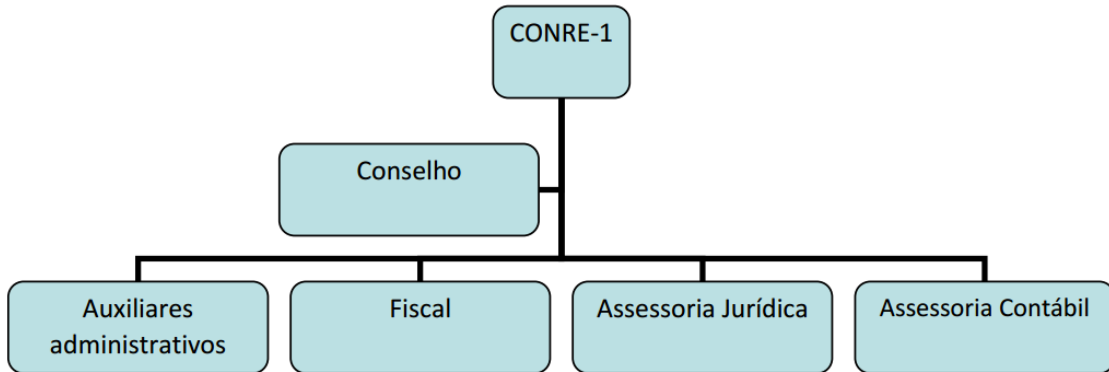 CONRE-1
Conselho
Auxiliares
administrativos
Fiscal
Assessoria Jurídica
Assessoria Contábil